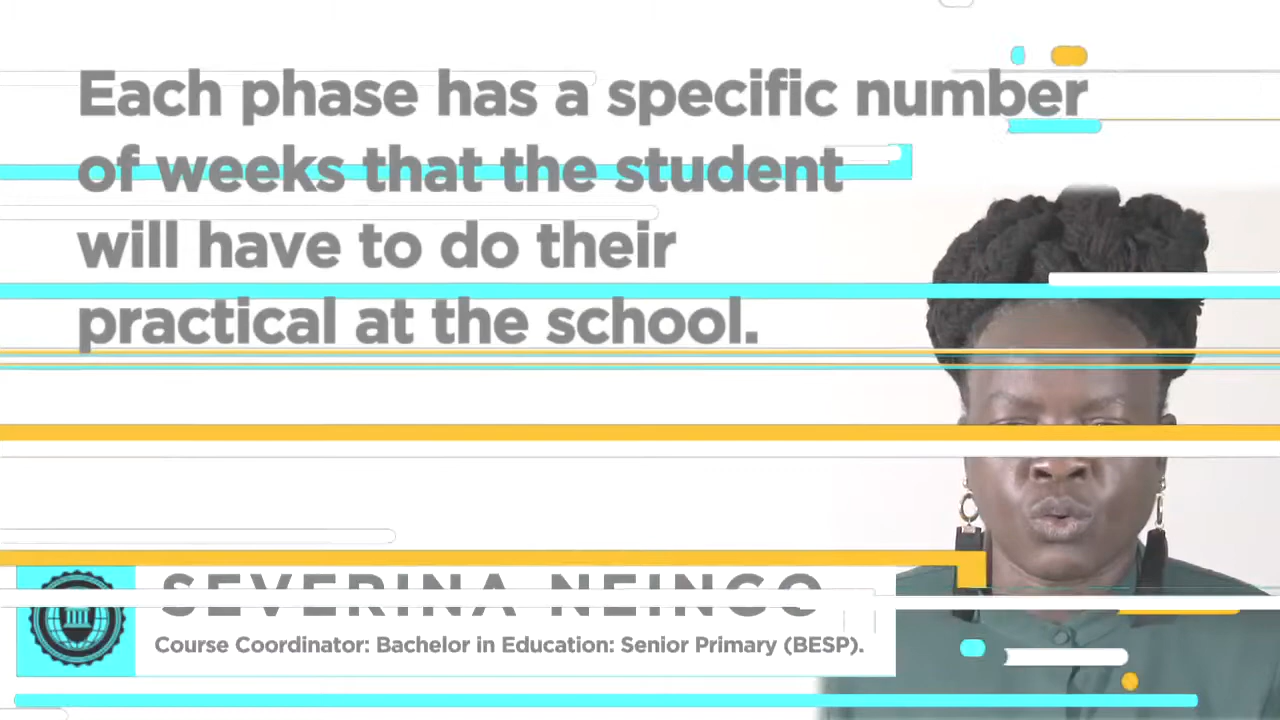 Each phase has a specific number
of weeks that the student
will have to do their
practical at the school.
SEVERINA NEINGO
Course Coordinator: Bachelor in Education: Senior Primary (BESP).